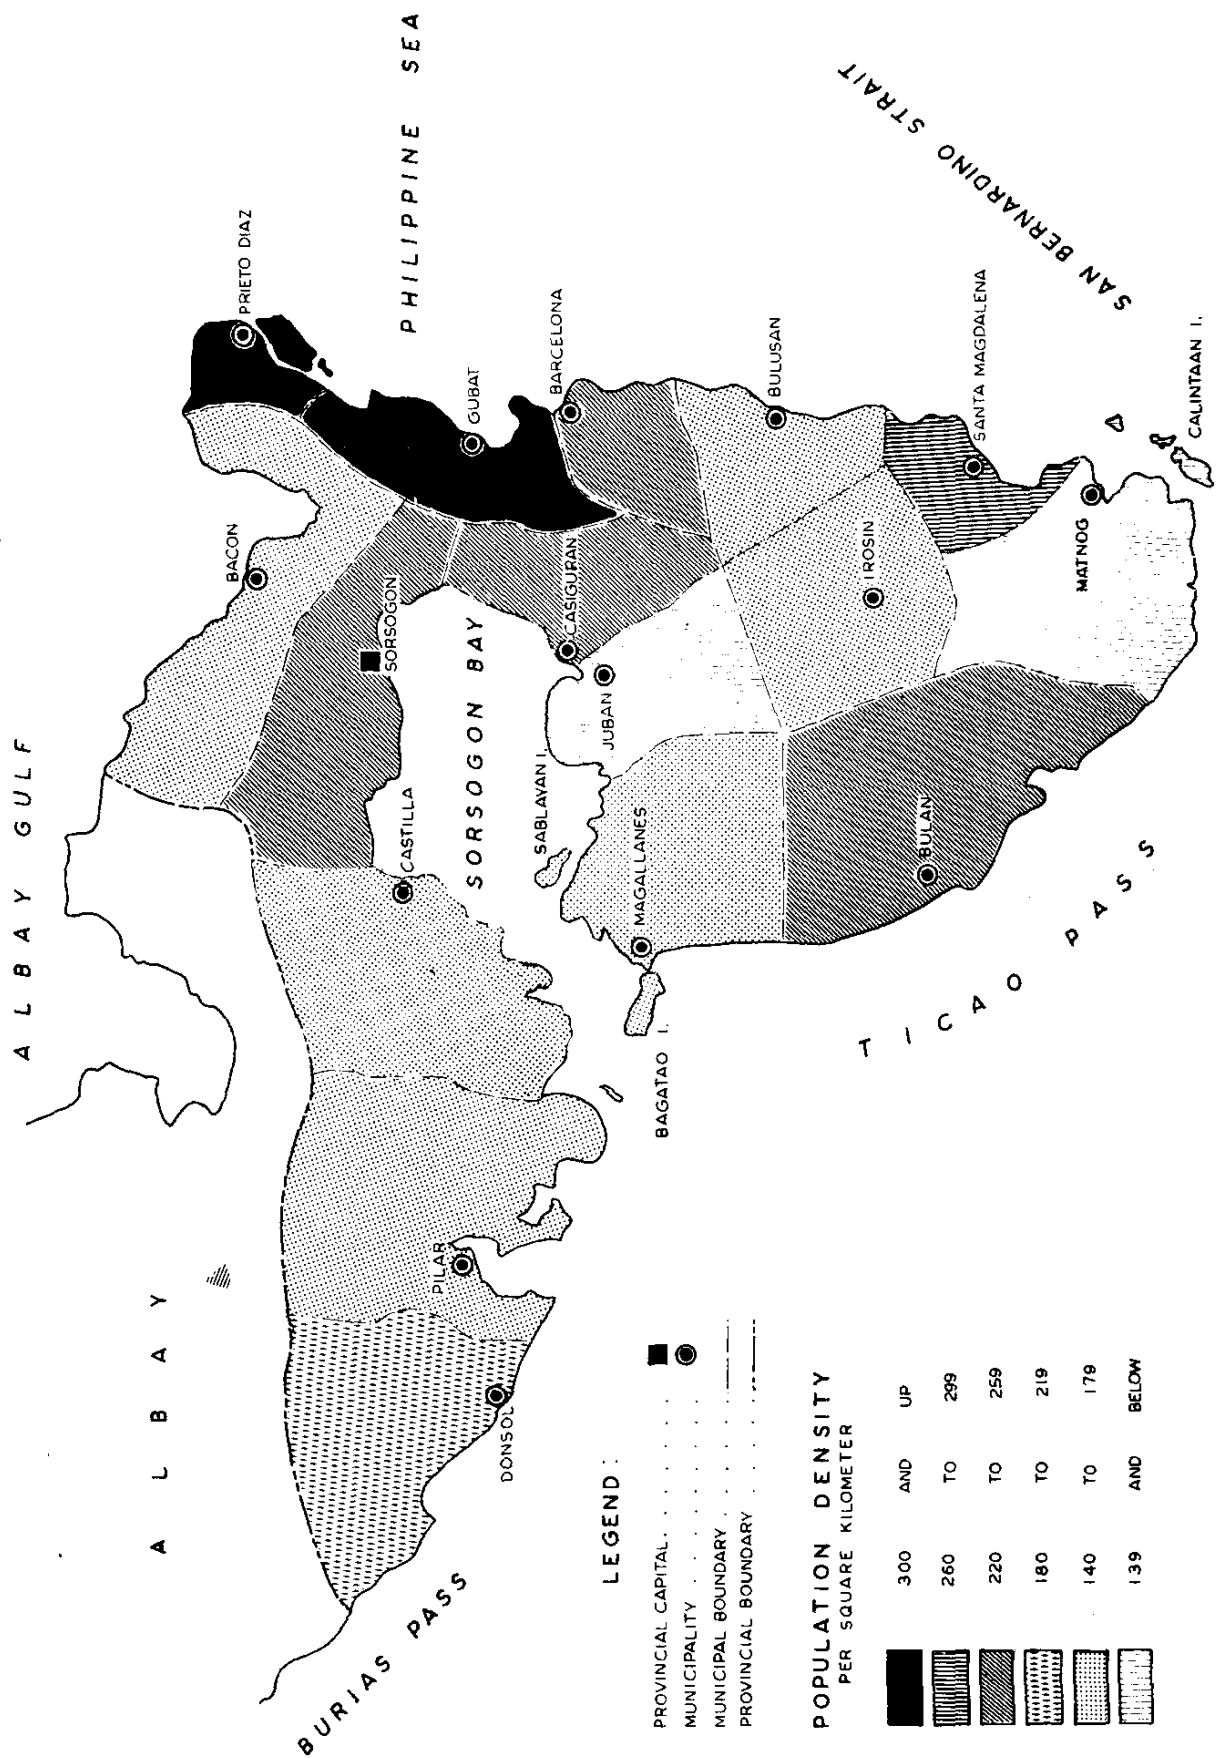 ALBAY GULF
ALBAY
PHILIPPINE SEA
SAN BERNARDINO STRAIT
SORSOGON BAY
TICAO PASS
BURIAS PASS
PRIETO DIAZ
BACON
SORSOGON
GUBAT
BARCELONA
CASTILLA
CASIGURAN
JUBAN
SABLAYAN I.
MAGALLANES
BAGATAO I.
PILAR
DONSOL
BULUSAN
IROSIN
BULAN
SANTA MAGDALENA
MATNOG
CALINTAAN I.
LEGEND:
PROVINCIAL CAPITAL. . . . . .
MUNICIPALITY . . . . . . . .
MUNICIPAL BOUNDARY . . . . .
PROVINCIAL BOUNDARY . . . . .
POPULATION DENSITY
PER SQUARE KILOMETER
300 AND UP
260 TO 299
220 TO 259
180 TO 219
140 TO 179
139 AND BELOW